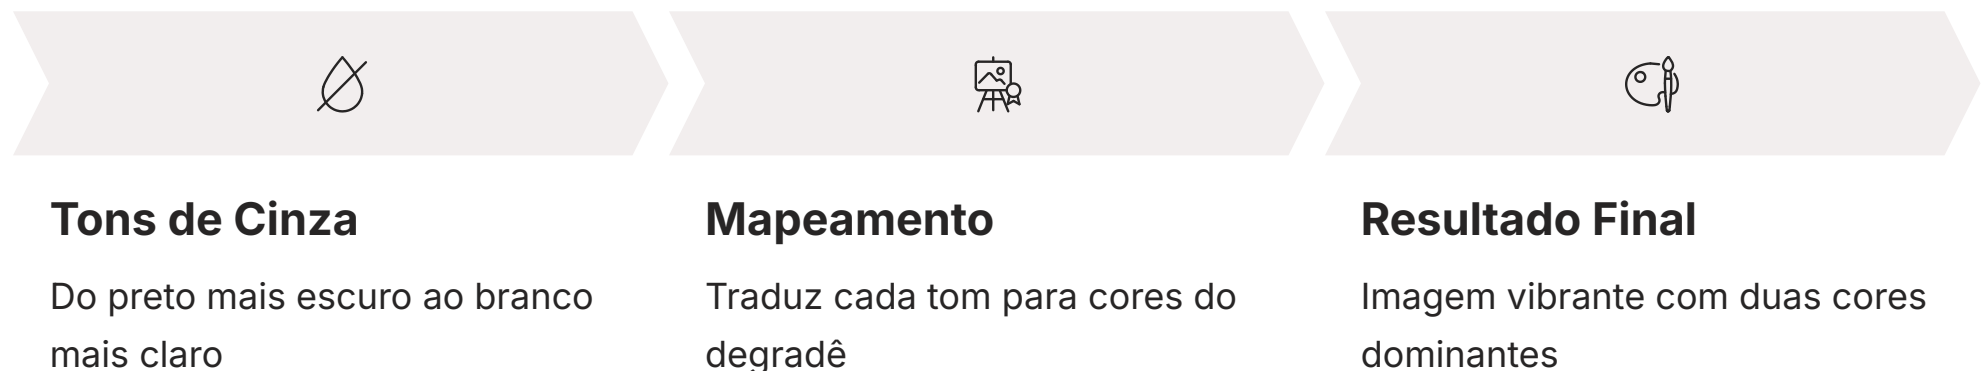 Tons de Cinza
Do preto mais escuro ao branco
mais claro
Mapeamento
Traduz cada tom para cores do
degradê
Resultado Final
Imagem vibrante com duas cores
dominantes